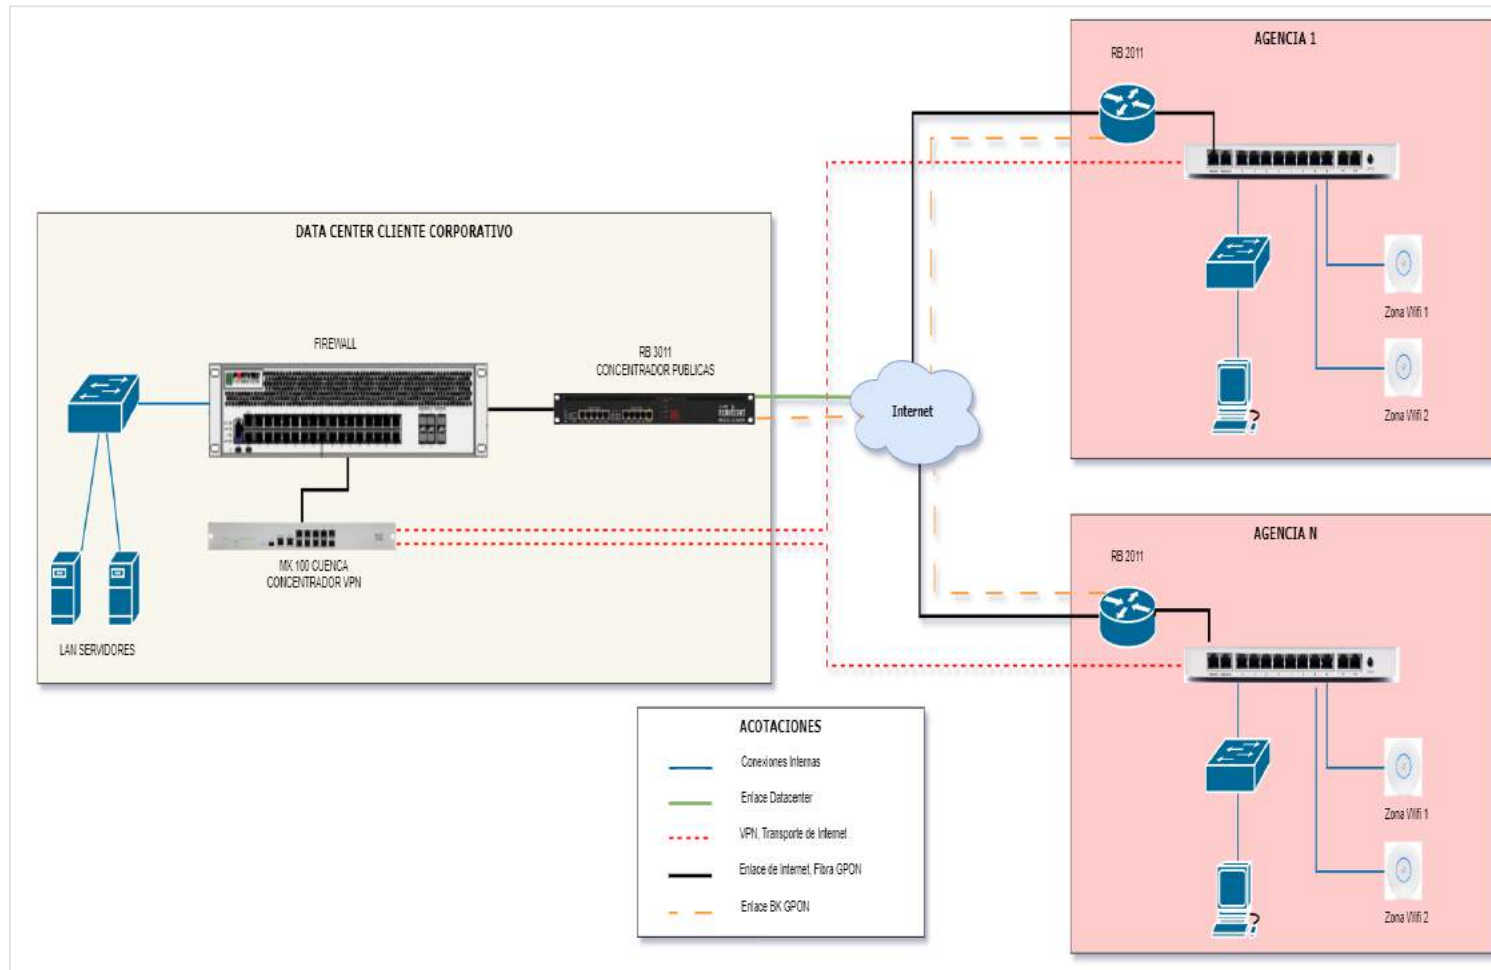 AGENCIA 1
RB 2011
Zona Wifi 1
Zona Wifi 2
DATA CENTER CLIENTE CORPORATIVO
FIREWALL
RB 3011
CONCENTRADOR PUBLICAS
Internet
MX 100 CUENCA
CONCENTRADOR VPN
LAN SERVIDORES
AGENCIA N
RB 2011
Zona Wifi 1
Zona Wifi 2
ACOTACIONES
Conexiones Internas
Enlace Datacenter
VPN, Transporte de Internet
Enlace de Internet, Fibra GPON
Enlace BK GPON